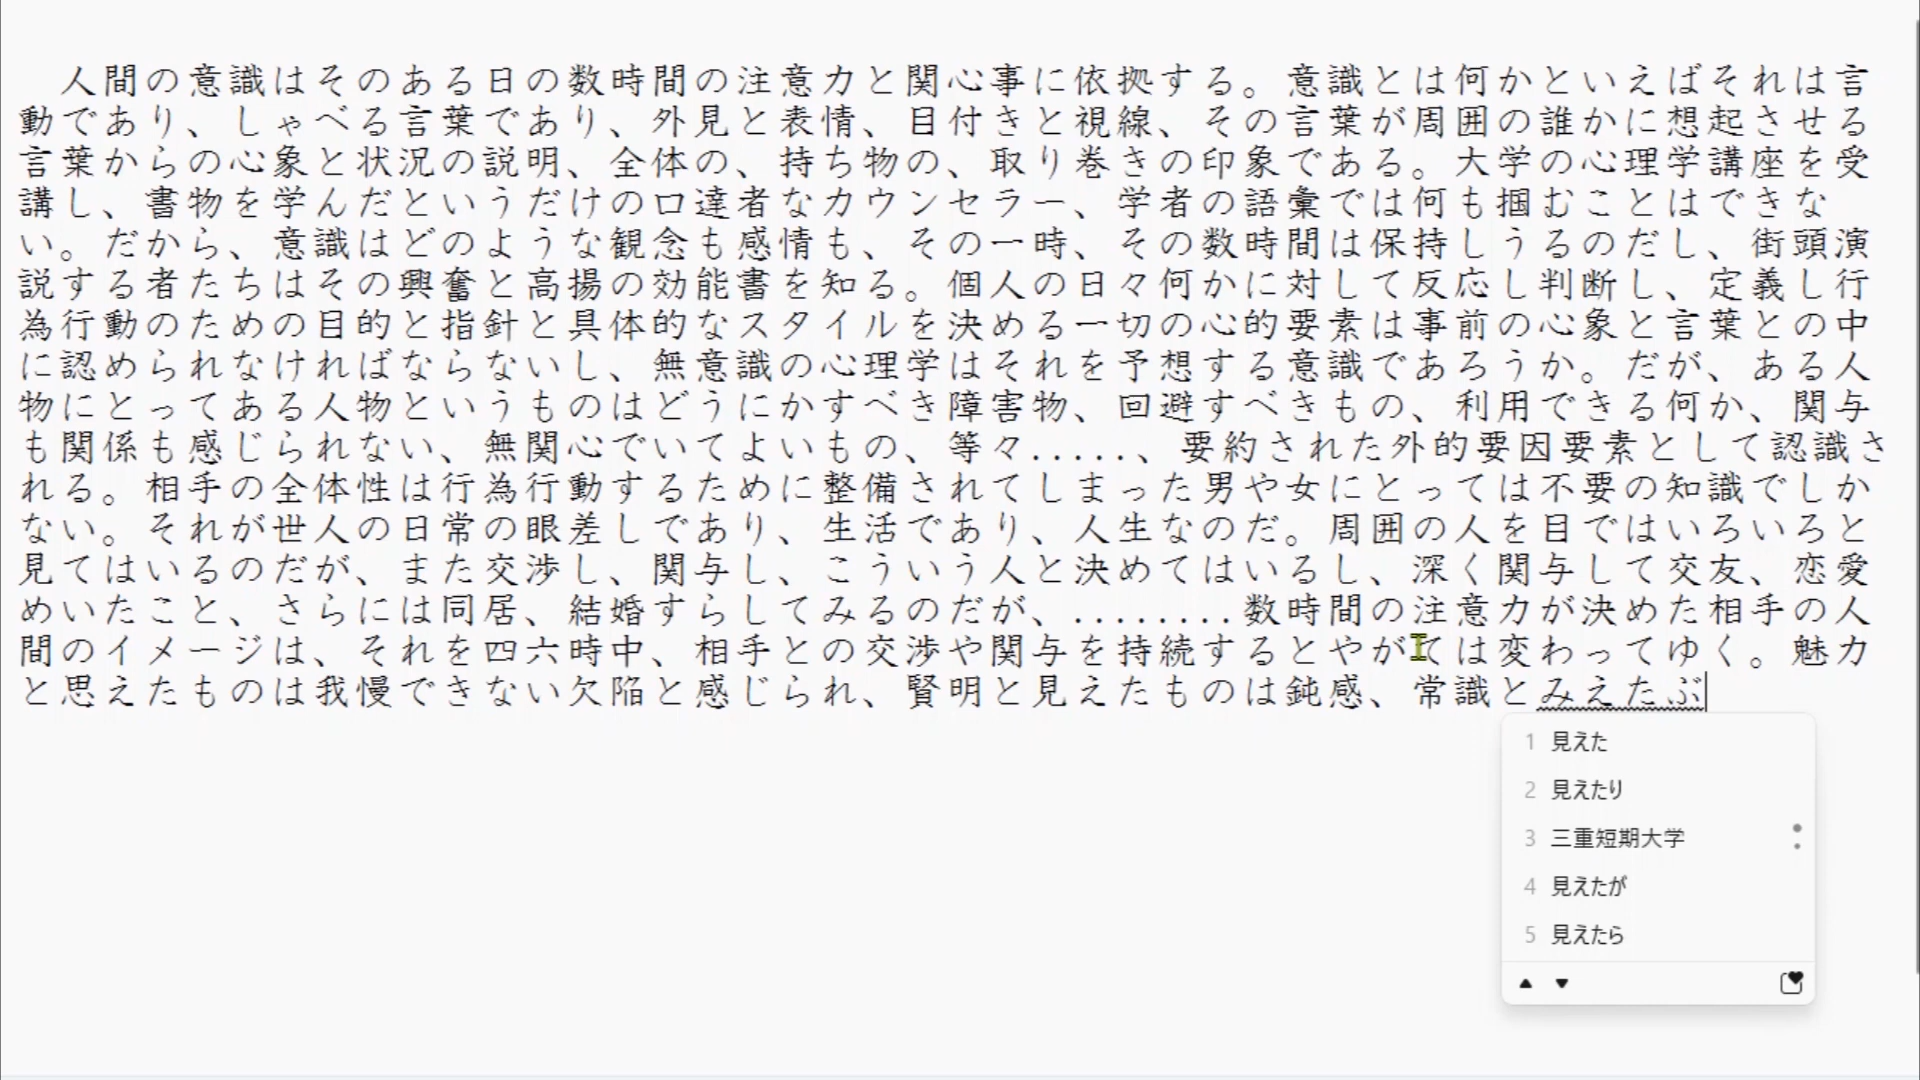 人間の意識はそのある日の数時間の注意力と関心事に依拠する。意識とは何かといえばそれは言
動であり、しゃべる言葉であり、外見と表情、目付きと視線、その言葉が周囲の誰かに想起させる
言葉からの心象と状況の説明、全体の、持ち物の、取り巻きの印象である。大学の心理学講座を受
講し、書物を学んだというだけの口達者なカウンセラー、学者の語彙では何も掴むことはできな
い。だから、意識はどのような観念も感情も、その一時、その数時間は保持しうるのだし、街頭演
説する者たちはその興奮と高揚の効能書を知る。個人の日々何かに対して反応し判断し、定義し行
為行動のための目的と指針と具体的なスタイルを決める一切の心的要素は事前の心象と言葉との中
に認められなければならないし、無意識の心理学はそれを予想する意識であろうか。だが、ある人
物にとってある人物というものはどうにかすべき障害物、回避すべきもの、利用できる何か、関与
も関係も感じられない、無関心でいてよいもの、等々.....、要約された外的要因要素として認識さ
れる。相手の全体性は行為行動するために整備されてしまった男や女にとっては不要の知識でしか
ない。それが世人の日常の眼差しであり、生活であり、人生なのだ。周囲の人を目ではいろいろと
見てはいるのだが、また交渉し、関与し、こういう人と決めてはいるし、深く関与して交友、恋愛
めいたこと、さらには同居、結婚すらしてみるのだが、........数時間の注意力が決めた相手の人
間のイメージは、それを四六時中、相手との交渉や関与を持続するとやがては変わってゆく。魅力
と思えたものは我慢できない欠陥と感じられ、賢明と見えたものは鈍感、常識とみえたぶ
1 見えた
2 見えたり
3 三重短期大学
4 見えたが
5 見えたら